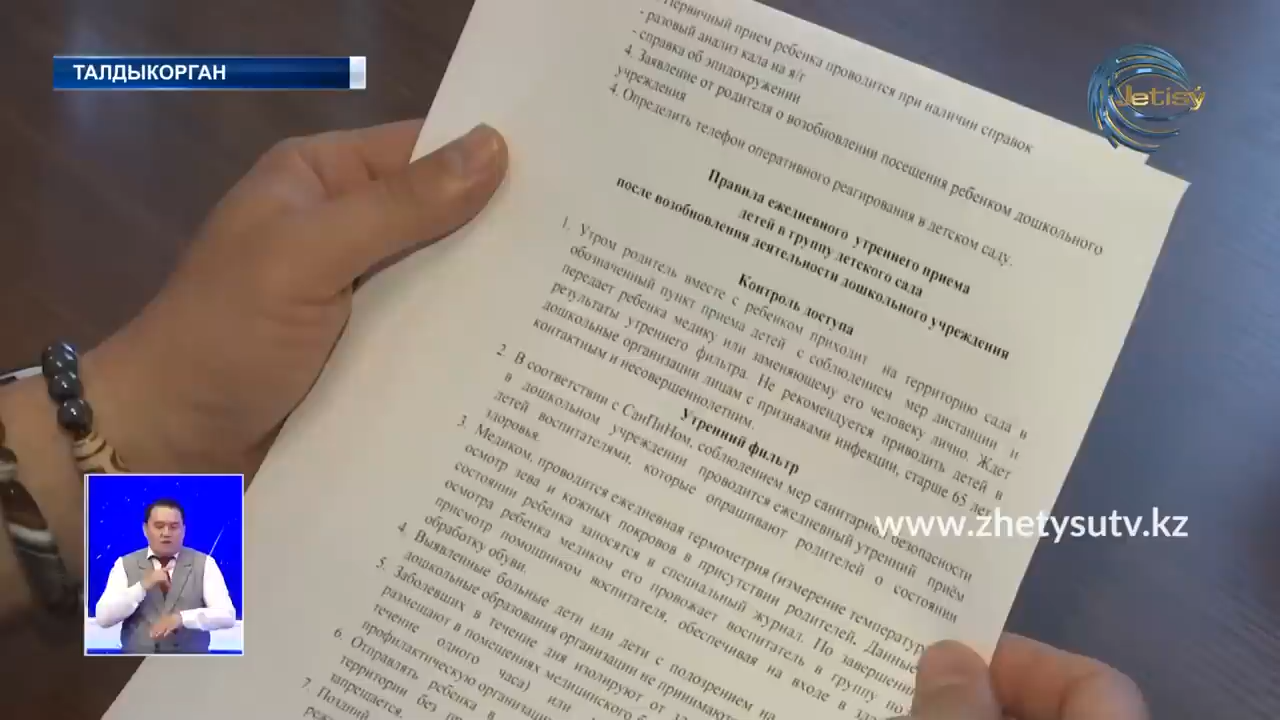 ТАЛДЫКОРГАН
Jetisý
Первичный прием ребенка проводится при наличии справок
- разовый анализ кала на я/г
- справка об эпидокружении
4. Заявление от родителя о возобновлении посещения ребенком дошкольного
учреждения
4. Определить телефон оперативного реагирования в детском саду.
Правила ежедневного утреннего приема
детей в группу детского сада
после возобновления деятельности дошкольного учреждения
Контроль доступа
1. Утром родитель вместе с ребенком приходит на территорию сада в
обозначенный пункт приема детей с соблюдением мер дистанции и
передает ребенка медику или заменяющему его человеку лично. Ждет
результаты утреннего фильтра. Не рекомендуется приводить детей в
дошкольные организации лицам с признаками инфекции, старше 65 лет,
контактным и несовершеннолетним.
Утренний фильтр
2. В соответствии с СанПиНом, соблюдением мер санитарной безопасности
в дошкольном учреждении проводится ежедневный утренний приём
детей воспитателями, которые опрашивают родителей о состоянии
здоровья.
3. Медиком, проводится ежедневная термометрия (измерение температуры
осмотр зева и кожных покровов в присутствии родителей. Данные
состоянии ребенка заносятся в специальный журнал. По завершении
осмотра ребенка медиком его провожает воспитатель в группу по
присмотр помощником воспитателя, обеспечивая на входе в
обработку обуви.
4. Выявленные больные дети или дети с подозрением на
дошкольные образования организации не принимаются
5. Заболевших в течение дня изолируют от
размещают в помещениях медицинского
течение одного часа) или
профилактическую организацию
6. Отправлять ребенка в
территории без
запрещается.
7. Поздний
www.zhetysutv.kz